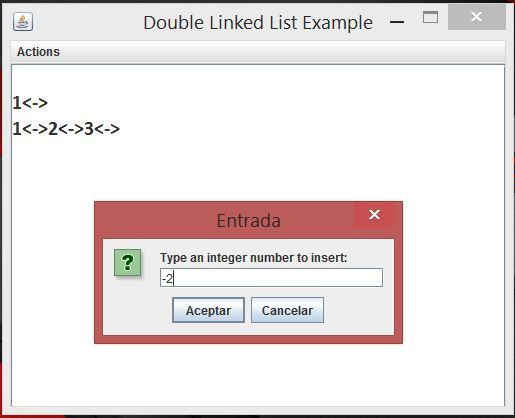 Double Linked List Example
Actions
1<->
1<->2<->3<->
Entrada
Type an integer number to insert:
-2
Aceptar Cancelar